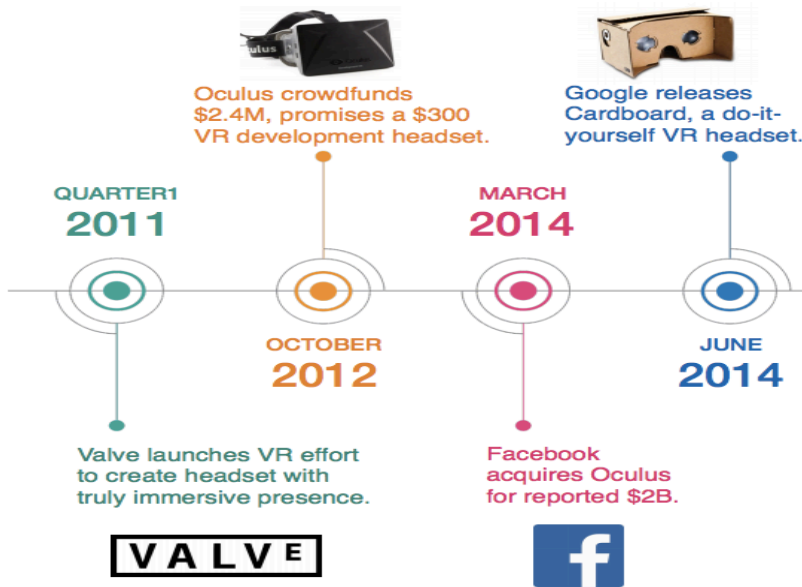 culus
Oculus crowdfunds
$2.4M, promises a $300
VR development headset.
Google releases
Cardboard, a do-it-
yourself VR headset.
QUARTER1
2011
MARCH
2014
OCTOBER
2012
JUNE
2014
Valve launches VR effort
to create headset with
truly immersive presence.
Facebook
acquires Oculus
for reported $2B.
VALVE
f